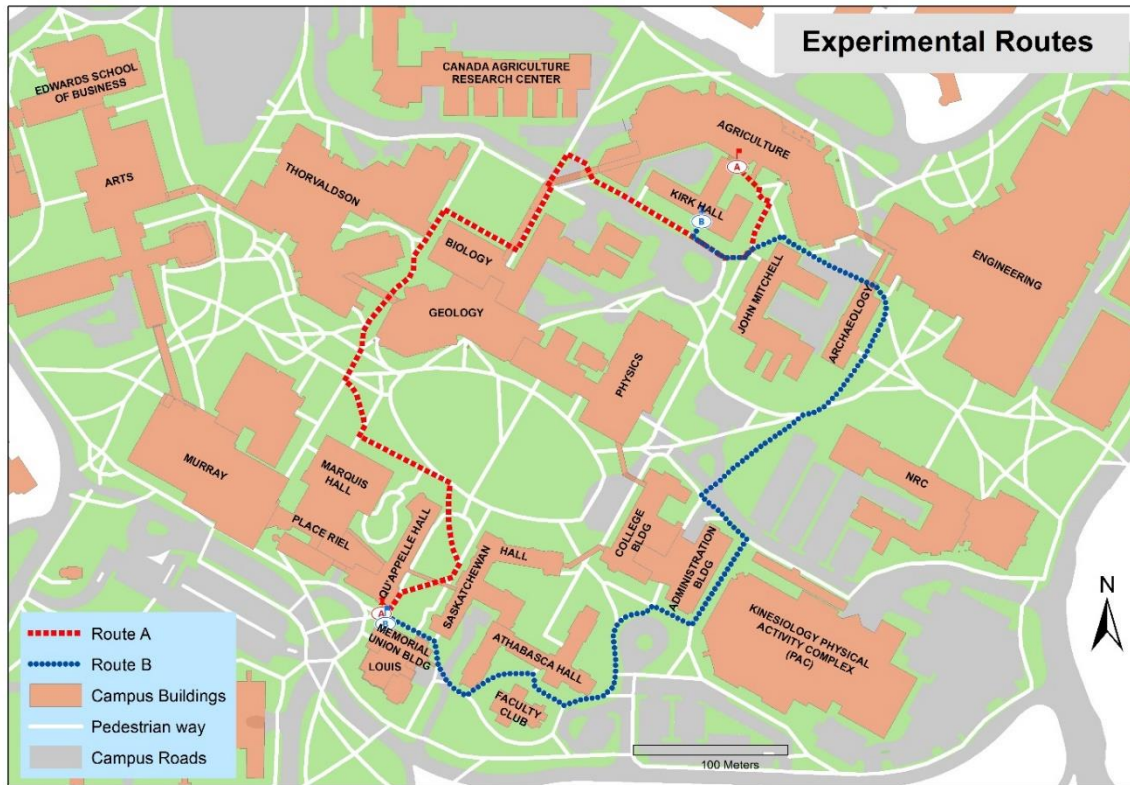 Experimental Routes
EDWARDS SCHOOL
OF BUSINESS
CANADA AGRICULTURE
RESEARCH CENTER
AGRICULTURE
A
ARTS
THORVALDSON
KIRK HALL
B
BIOLOGY
ENGINEERING
GEOLOGY
JOHN MITCHELL
ARCHAEOLOGY
PHYSICS
MURRAY
MARQUIS
HALL
NRC
PLACE RIEL
QU'APPELLE HALL
SASKATCHEWAN
HALL
COLLEGE
BLDG
ADMINISTRATION
BLDG
N
A
B
MEMORIAL
UNION BLDG
LOUIS
ATHABASCA HALL
FACULTY
CLUB
KINESIOLOGY PHYSICAL
ACTIVITY COMPLEX
(PAC)
Route A
Route B
Campus Buildings
Pedestrian way
Campus Roads
100 Meters